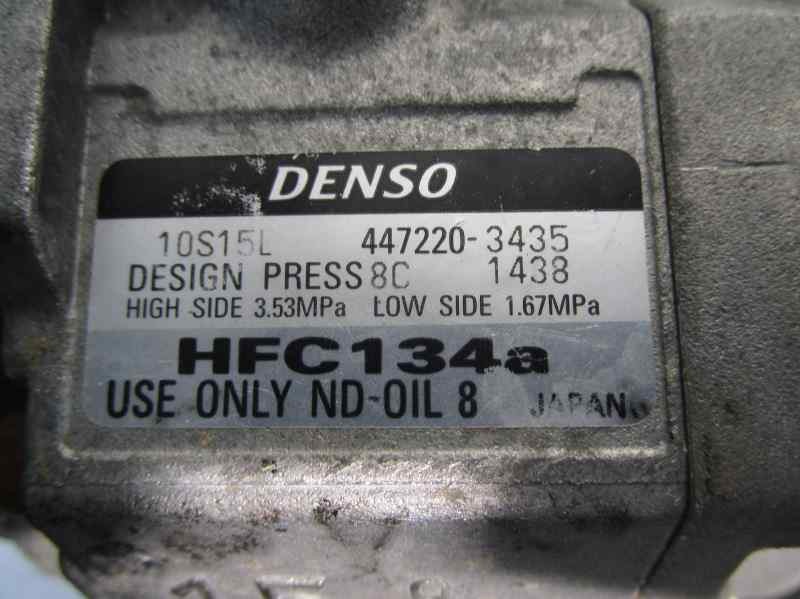 DENSO
10S15L 447220-3435
DESIGN PRESS 8C 1438
HIGH SIDE 3.53MPa LOW SIDE 1.67MPa
HFC134a
USE ONLY ND-OIL 8 JAPAN